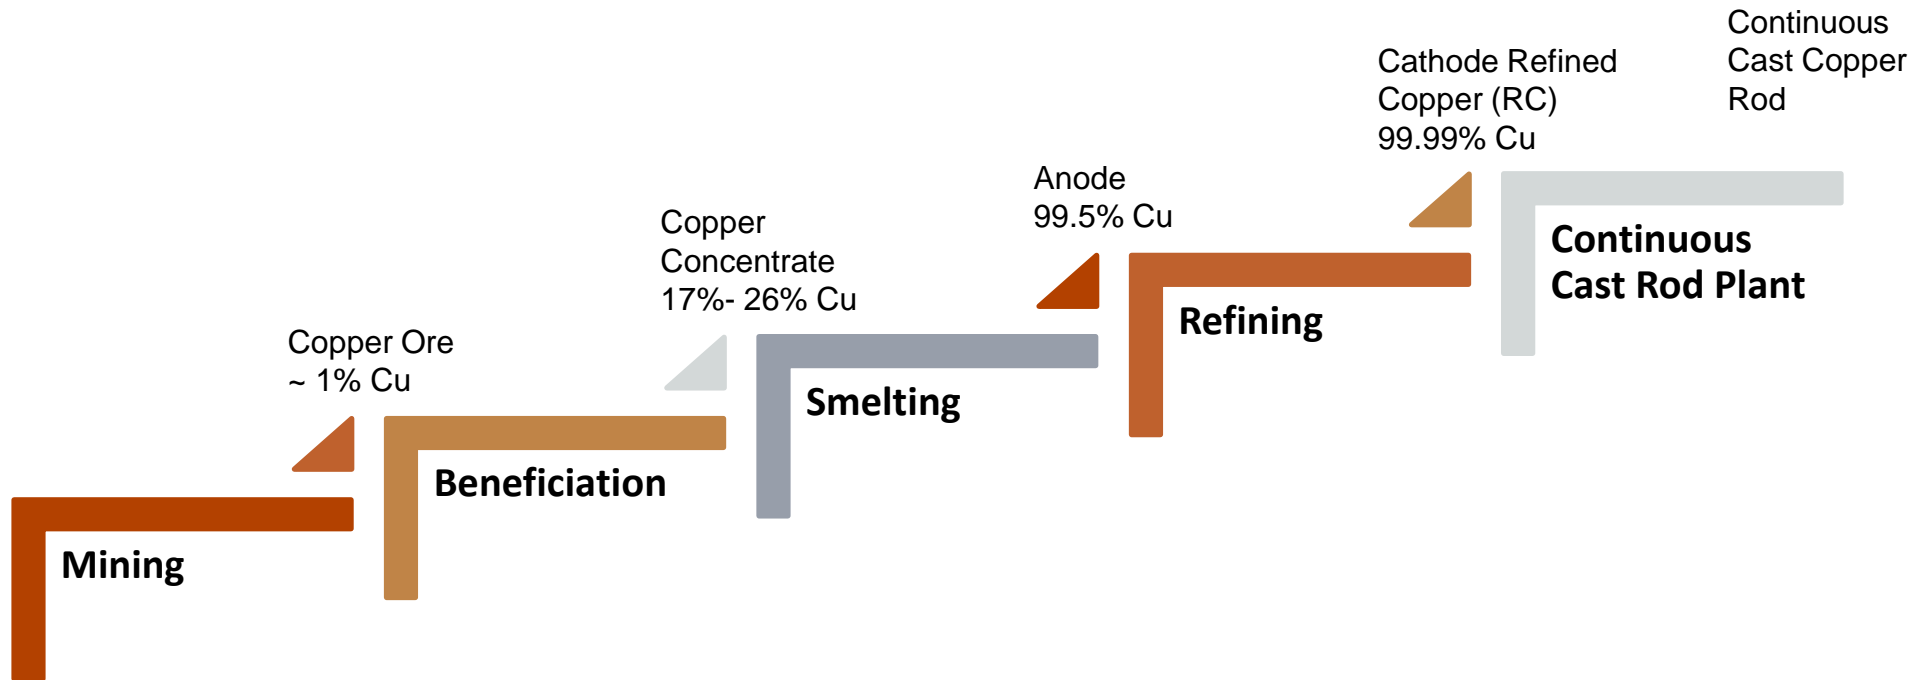 Mining
Copper Ore
~ 1% Cu
Beneficiation
Copper
Concentrate
17%- 26% Cu
Smelting
Anode
99.5% Cu
Refining
Cathode Refined
Copper (RC)
99.99% Cu
Continuous
Cast Rod Plant
Continuous
Cast Copper
Rod